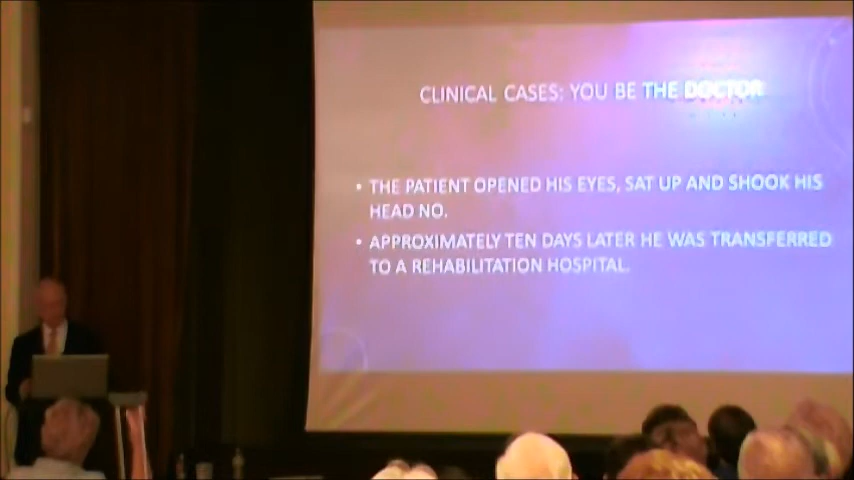 CLINICAL CASES: YOU BE THE DOCTOR
• THE PATIENT OPENED HIS EYES, SAT UP AND SHOOK HIS
HEAD NO.
• APPROXIMATELY TEN DAYS LATER HE WAS TRANSFERRED
TO A REHABILITATION HOSPITAL.